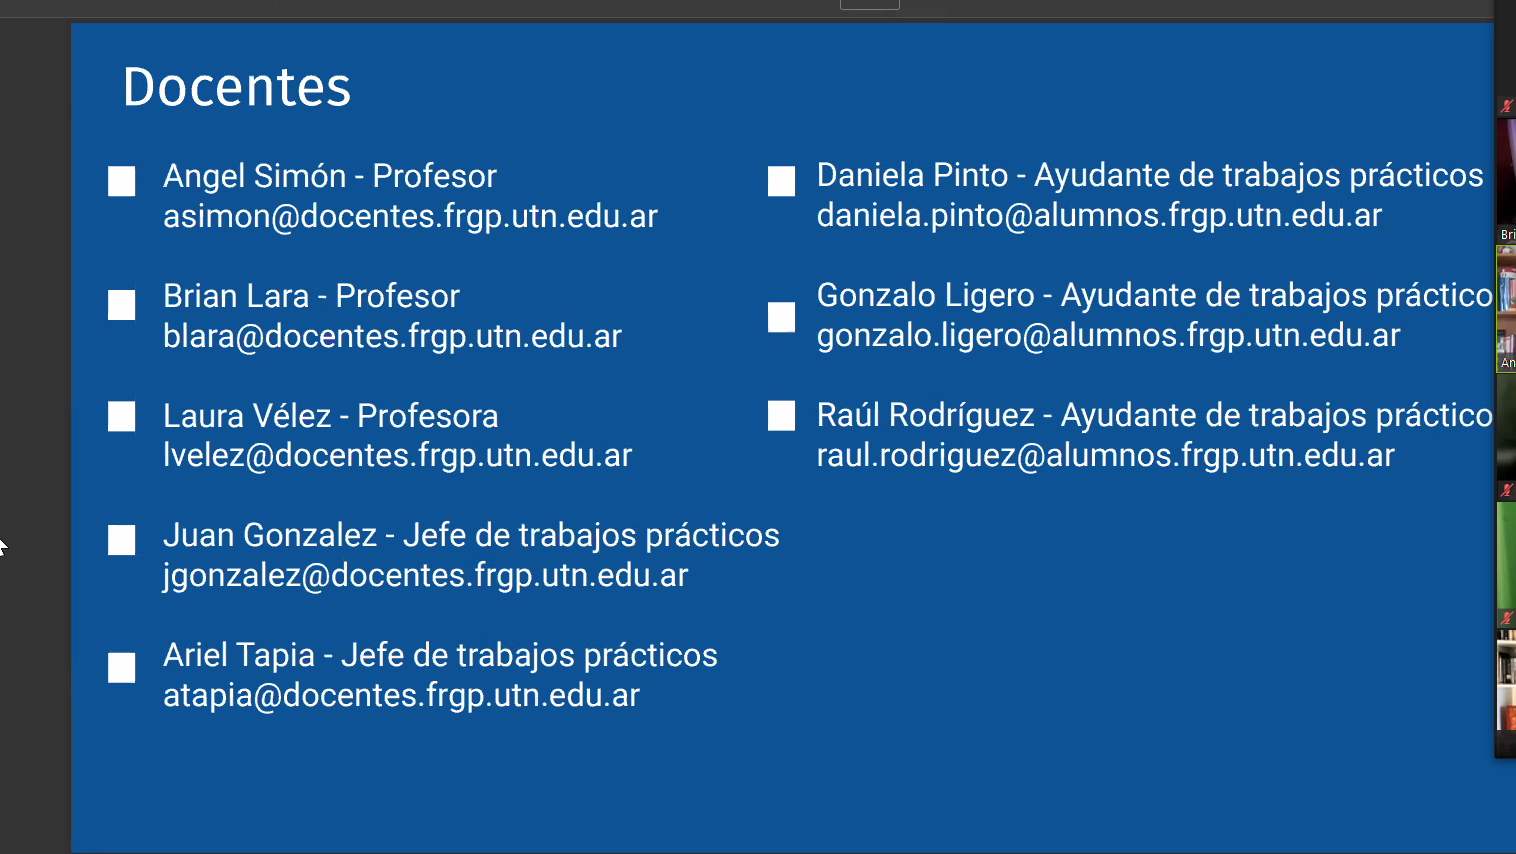 Docentes
Angel Simón - Profesor
asimon@docentes.frgp.utn.edu.ar
Brian Lara - Profesor
blara@docentes.frgp.utn.edu.ar
Laura Vélez - Profesora
lvelez@docentes.frgp.utn.edu.ar
Juan Gonzalez - Jefe de trabajos prácticos
jgonzalez@docentes.frgp.utn.edu.ar
Ariel Tapia - Jefe de trabajos prácticos
atapia@docentes.frgp.utn.edu.ar
Daniela Pinto - Ayudante de trabajos prácticos
daniela.pinto@alumnos.frgp.utn.edu.ar
Gonzalo Ligero - Ayudante de trabajos práctico
gonzalo.ligero@alumnos.frgp.utn.edu.ar
Raúl Rodríguez - Ayudante de trabajos práctico
raul.rodriguez@alumnos.frgp.utn.edu.ar
Bri
An